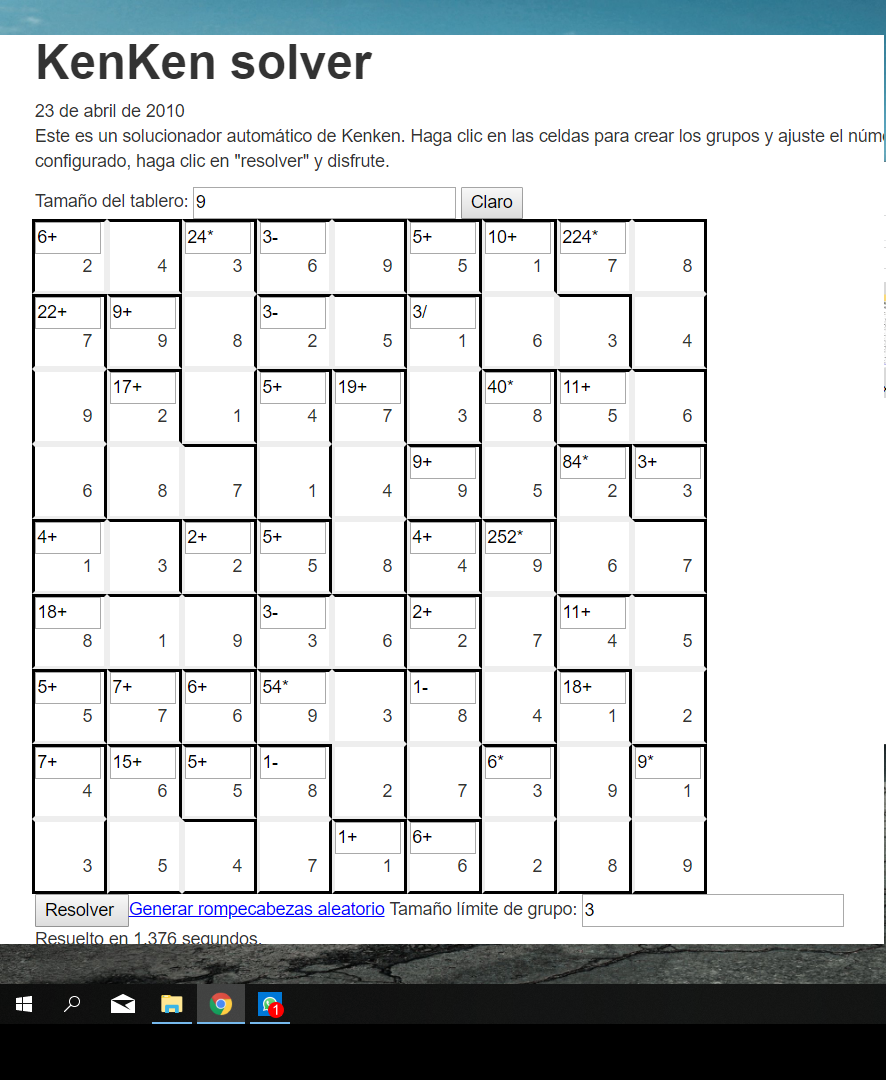 KenKen solver
23 de abril de 2010
Este es un solucionador automático de Kenken. Haga clic en las celdas para crear los grupos y ajuste el
configurado, haga clic en "resolver" y disfrute.
Tamaño del tablero: 9 Claro
6+ 24* 3- 5+ 10+ 224*
2 4 3 6 9 5 1 7 8
22+ 9+ 3- 3/
7 9 8 2 5 1 6 3 4
17+ 5+ 19+ 40* 11+
9 2 1 4 7 3 8 5 6
9+ 84* 3+
6 8 7 1 4 9 5 2 3
4+ 2+ 5+ 4+ 252*
1 3 2 5 8 4 9 6 7
18+ 3- 2+ 11+
8 1 9 3 6 2 7 4 5
5+ 7+ 6+ 54* 1- 18+
5 7 6 9 3 8 4 1 2
7+ 15+ 5+ 1- 6* 9*
4 6 5 8 2 7 3 9 1
1+ 6+
3 5 4 7 1 6 2 8 9
Resolver Generar rompecabezas aleatorio Tamaño límite de grupo: 3
Resuelto en 1.376 segundos.
1